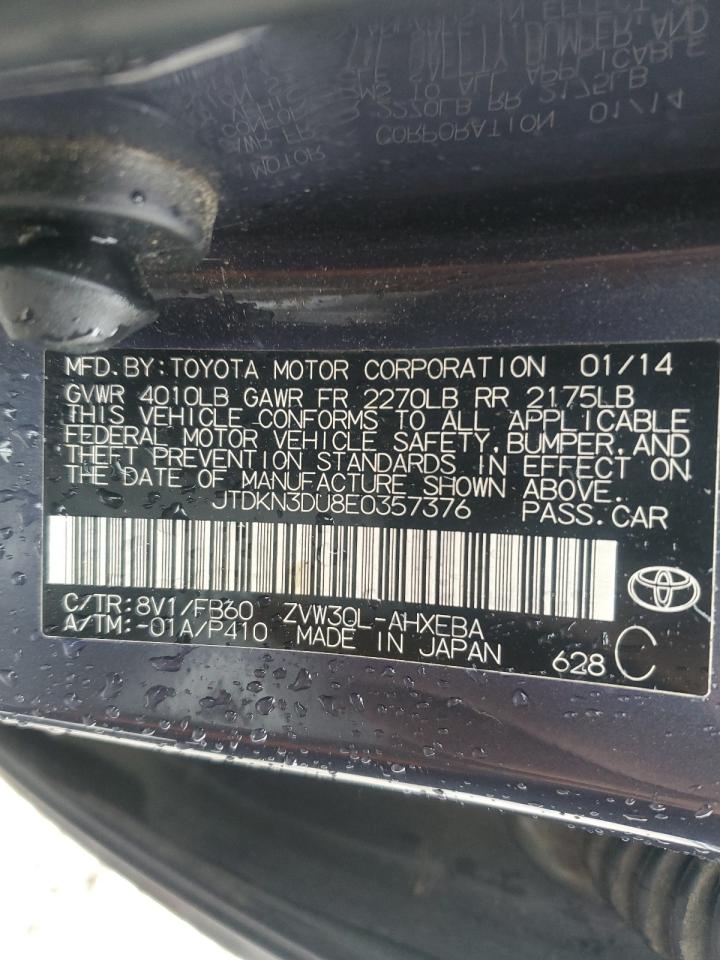 MFD.BY:TOYOTA MOTOR CORPORATION 01/14
GVWR 4010LB GAWR FR 2270LB RR 2175LB
THIS VEHICLE CONFORMS TO ALL APPLICABLE
FEDERAL MOTOR VEHICLE SAFETY,BUMPER,AND
THEFT PREVENTION STANDARDS IN EFFECT ON
THE DATE OF MANUFACTURE SHOWN ABOVE.
JTDKN3DU8E0357376 PASS.CAR
C/TR:8V1/FB60 ZVW30L-AHXEBA
A/TM:-01A/P410 MADE IN JAPAN
628 C